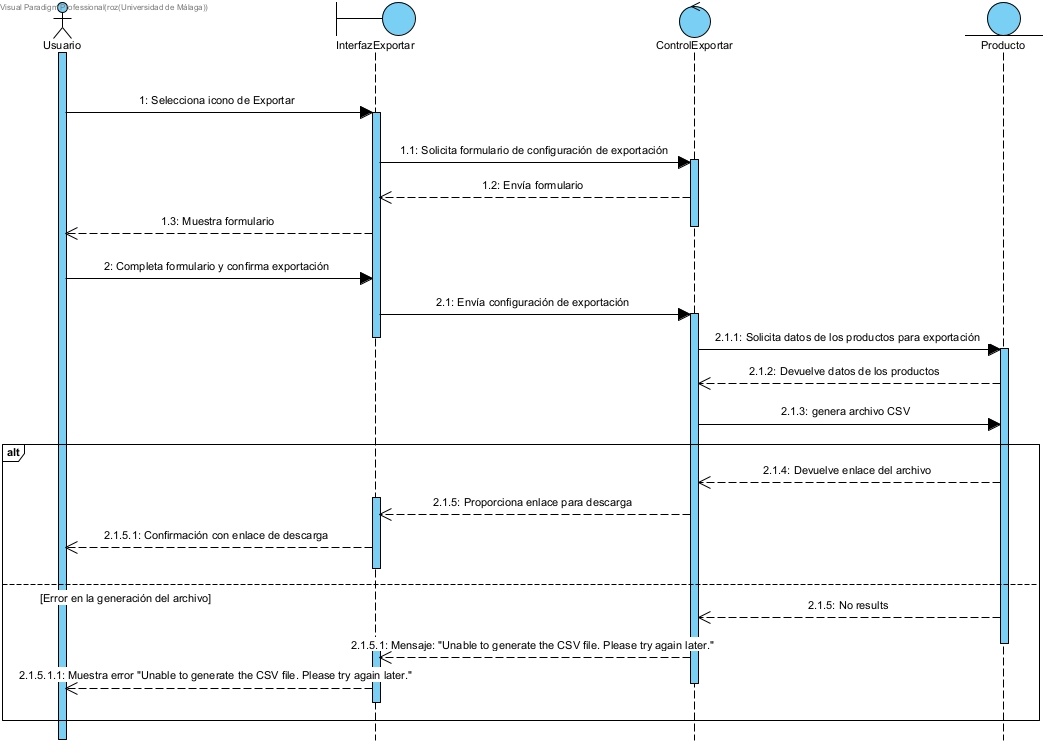 Visual Paradigm Professional(roz(Universidad de Málaga))
Usuario
InterfazExportar
ControlExportar
Producto
1: Selecciona icono de Exportar
1.1: Solicita formulario de configuración de exportación
1.2: Envía formulario
1.3: Muestra formulario
2: Completa formulario y confirma exportación
2.1: Envía configuración de exportación
2.1.1: Solicita datos de los productos para exportación
2.1.2: Devuelve datos de los productos
2.1.3: genera archivo CSV
alt
2.1.4: Devuelve enlace del archivo
2.1.5: Proporciona enlace para descarga
2.1.5.1: Confirmación con enlace de descarga
[Error en la generación del archivo]
2.1.5: No results
2.1.5.1: Mensaje: "Unable to generate the CSV file. Please try again later."
2.1.5.1.1: Muestra error "Unable to generate the CSV file. Please try again later."